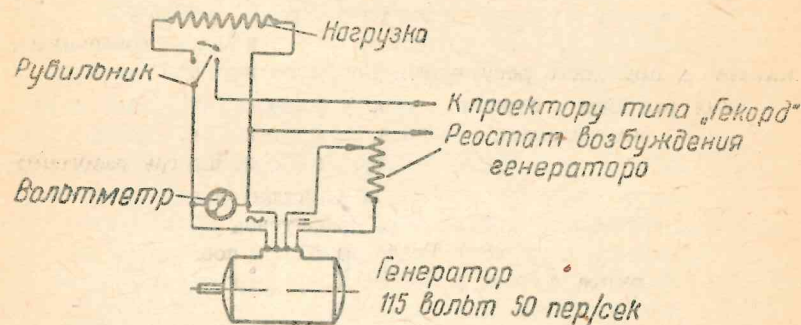 Нагрузка
Рубильник
К проектору типа „Гекорд"
Реостат возбуждения
генератора
Вольтметр
~ =
Генератор
115 вольт 50 пер/сек